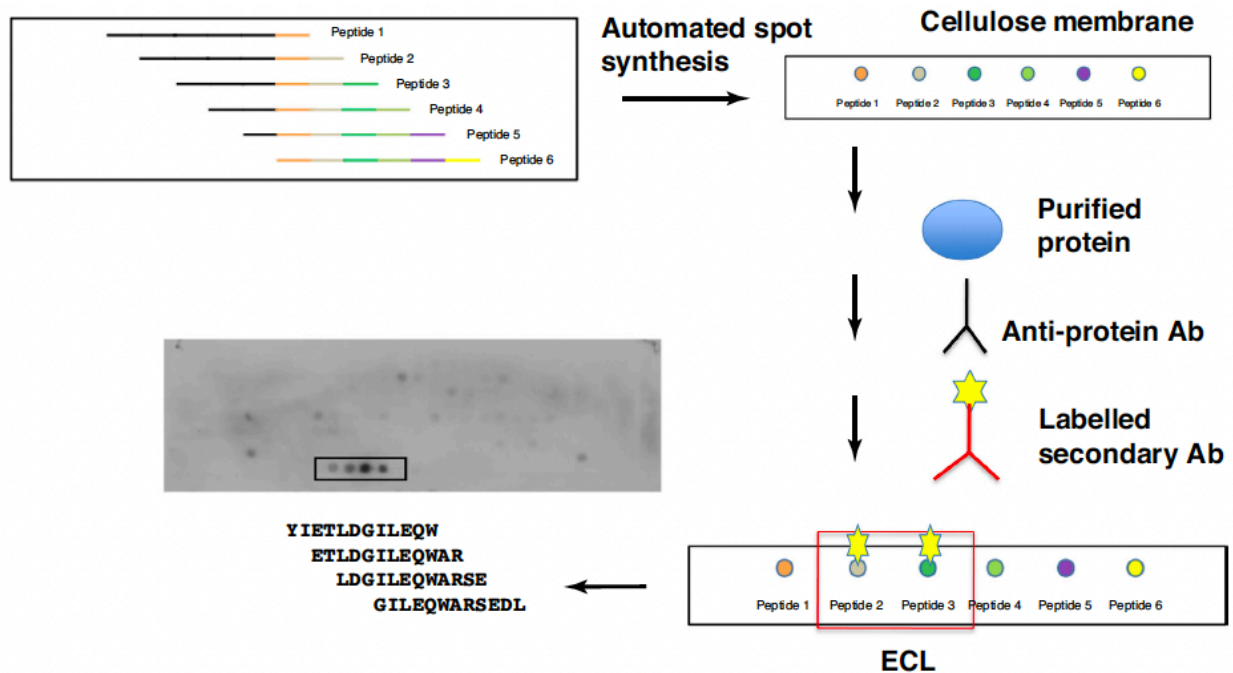 Peptide 1
Peptide 2
Peptide 3
Peptide 4
Peptide 5
Peptide 6
Automated spot
synthesis
Cellulose membrane
Peptide 1 Peptide 2 Peptide 3 Peptide 4 Peptide 5 Peptide 6
Purified
protein
Anti-protein Ab
Labelled
secondary Ab
Peptide 1 Peptide 2 Peptide 3 Peptide 4 Peptide 5 Peptide 6
ECL
YIETLDGILEQW
ETLDGILEQWAR
LDGILEQWARSE
GILEQWARSEDL